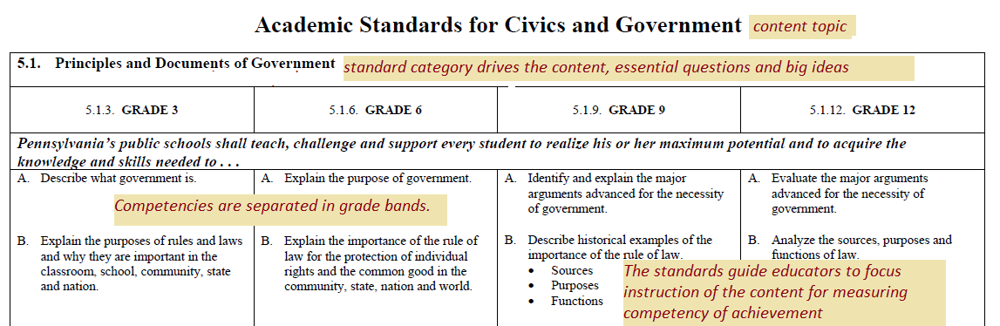 Academic Standards for Civics and Government content topic
5.1. Principles and Documents of Government standard category drives the content, essential questions and big ideas
5.1.3. GRADE 3
5.1.6. GRADE 6
5.1.9. GRADE 9
5.1.12. GRADE 12
Pennsylvania's public schools shall teach, challenge and support every student to realize his or her maximum potential and to acquire the
knowledge and skills needed to . . .
A. Describe what government is.
A. Explain the purpose of government.
A. Identify and explain the major
arguments advanced for the necessity
of government.
A. Evaluate the major arguments
advanced for the necessity of
government.
Competencies are separated in grade bands.
B. Explain the purposes of rules and laws
and why they are important in the
classroom, school, community, state
and nation.
B. Explain the importance of the rule of
law for the protection of individual
rights and the common good in the
community, state, nation and world.
B. Describe historical examples of the
importance of the rule of law.
• Sources
• Purposes
• Functions
B. Analyze the sources, purposes and
functions of law.
The standards guide educators to focus
instruction of the content for measuring
competency of achievement